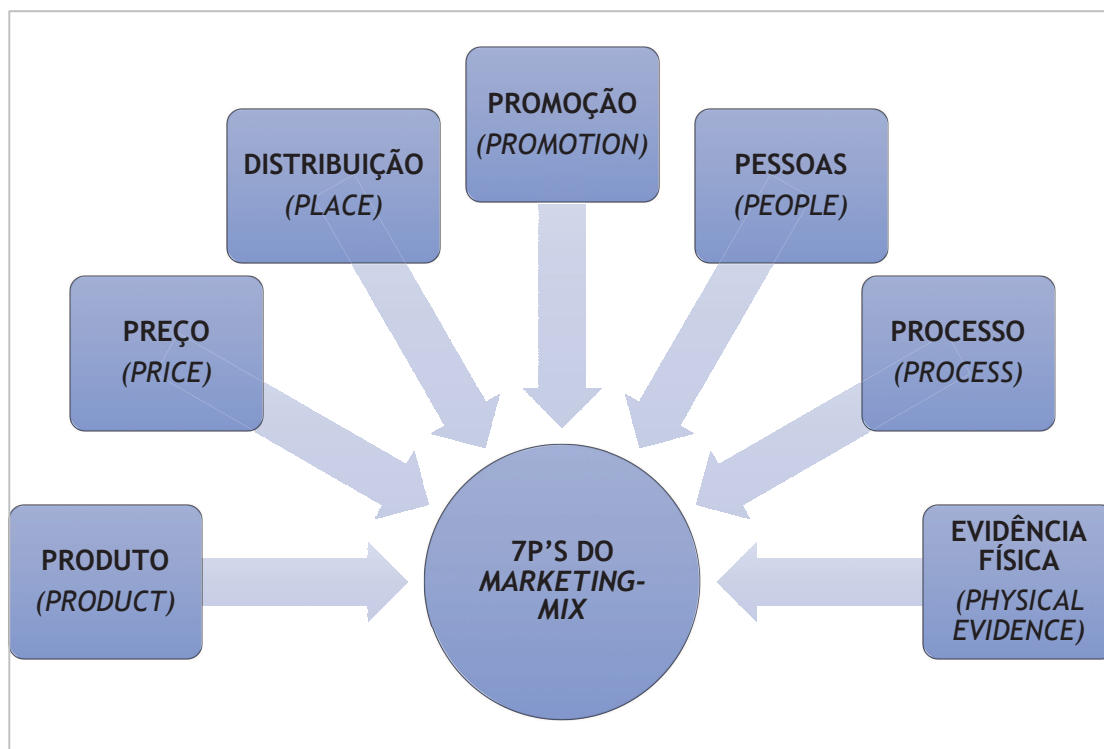 PRODUTO
(PRODUCT)
PREÇO
(PRICE)
DISTRIBUIÇÃO
(PLACE)
PROMOÇÃO
(PROMOTION)
PESSOAS
(PEOPLE)
PROCESSO
(PROCESS)
EVIDÊNCIA
FÍSICA
(PHYSICAL
EVIDENCE)
7P’S DO
MARKETING-
MIX